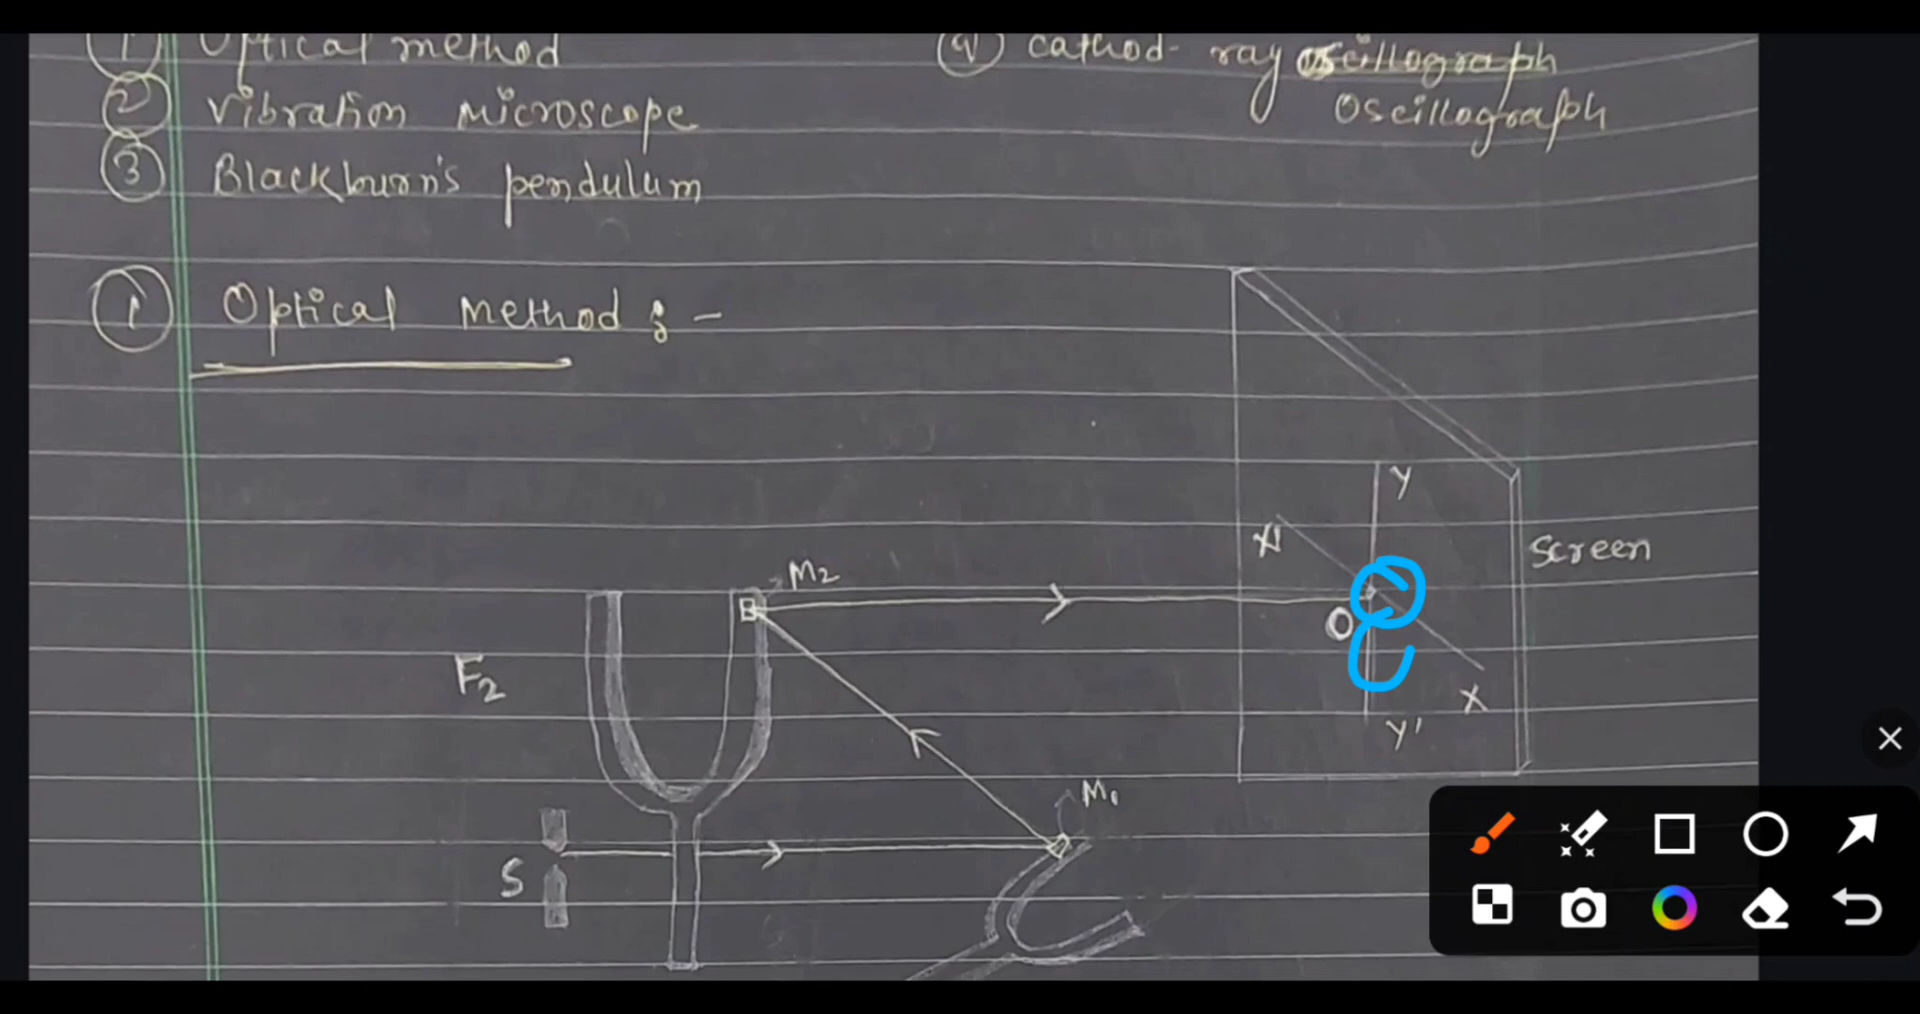 ① Optical method
④ cathod- ray oscillograph
Oscillograph
② Vibration microscope
③ Blackburn's pendulum
① Optical method :-
Y
X'
Screen
M2
O
F2
X
Y'
M1
S